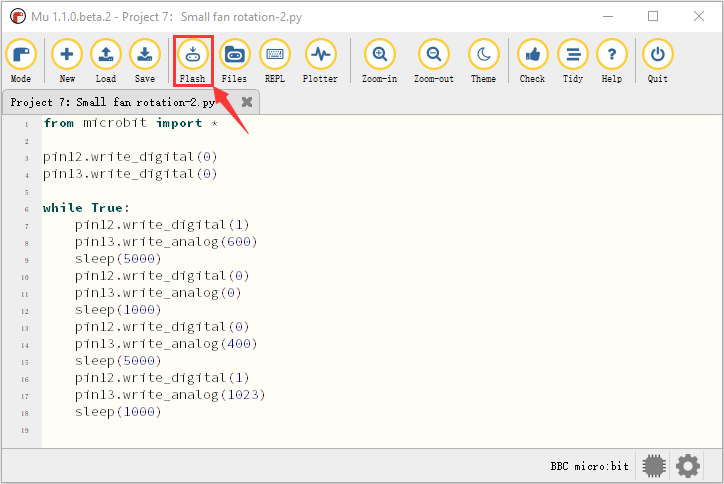 Mu 1.1.0.beta.2 - Project 7: Small fan rotation-2.py
Mode New Load Save Flash Files REPL Plotter Zoom-in Zoom-out Theme Check Tidy Help Quit
Project 7: Small fan rotation-2.py
1 from microbit import *
2
3 pin12.write_digital(0)
4 pin13.write_digital(0)
5
6 while True:
7 pin12.write_digital(1)
8 pin13.write_analog(600)
9 sleep(5000)
10 pin12.write_digital(0)
11 pin13.write_analog(0)
12 sleep(1000)
13 pin12.write_digital(0)
14 pin13.write_analog(400)
15 sleep(5000)
16 pin12.write_digital(1)
17 pin13.write_analog(1023)
18 sleep(1000)
19
BBC micro:bit